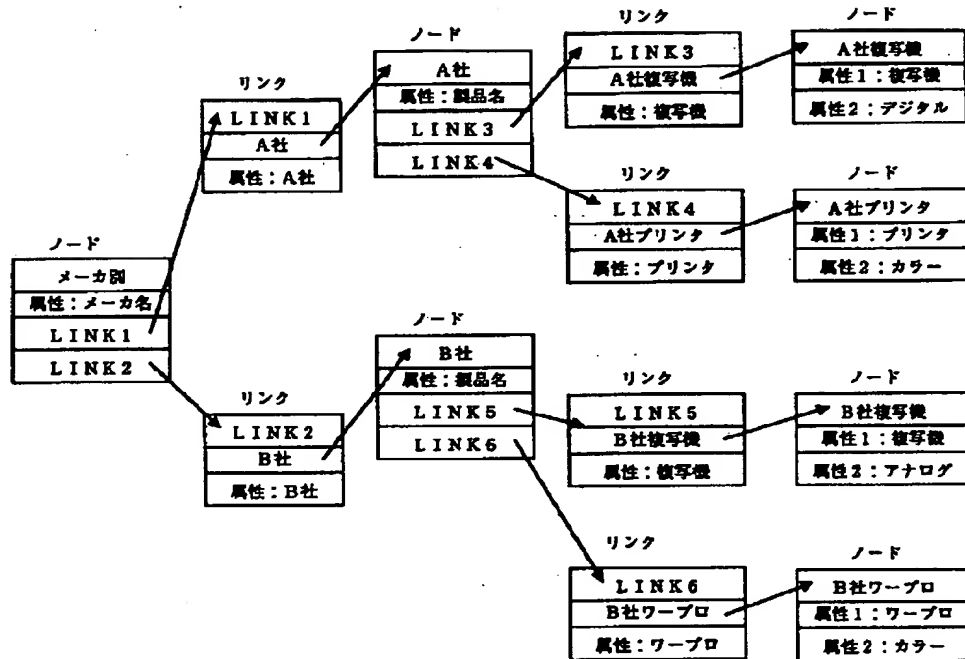 ノード
メーカ別
属性：メーカ名
LINK1
LINK2
リンク
LINK1
A社
属性：A社
リンク
LINK2
B社
属性：B社
ノード
A社
属性：製品名
LINK3
LINK4
ノード
B社
属性：製品名
LINK5
LINK6
リンク
LINK3
A社複写機
属性：複写機
ノード
A社複写機
属性1：複写機
属性2：デジタル
リンク
LINK4
A社プリンタ
属性：プリンタ
ノード
A社プリンタ
属性1：プリンタ
属性2：カラー
リンク
LINK5
B社複写機
属性：複写機
ノード
B社複写機
属性1：複写機
属性2：アナログ
リンク
LINK6
B社ワープロ
属性：ワープロ
ノード
B社ワープロ
属性1：ワープロ
属性2：カラー